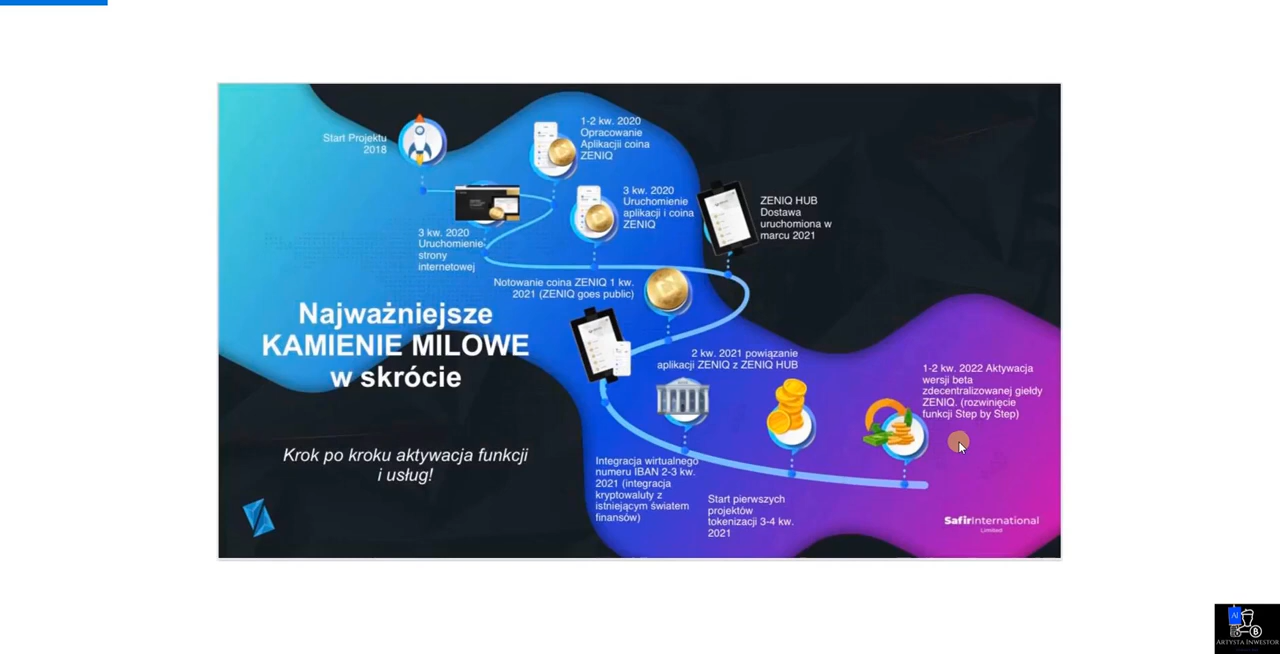 Start Projektu
2018
1-2 kw. 2020
Opracowanie
Aplikacji coina
ZENIQ
3 kw. 2020
Uruchomienie
strony
internetowej
3 kw. 2020
Uruchomienie
aplikacji i coina
ZENIQ
ZENIQ HUB
Dostawa
uruchomiona w
marcu 2021
Notowanie coina ZENIQ 1 kw.
2021 (ZENIQ goes public)
Najważniejsze
KAMIENIE MILOWE
w skrócie
2 kw. 2021 powiązanie
aplikacji ZENIQ z ZENIQ HUB
1-2 kw. 2022 Aktywacja
wersji beta
zdecentralizowanej giełdy
ZENIQ. (rozwinięcie
funkcji Step by Step)
Krok po kroku aktywacja funkcji
i usług!
Integracja wirtualnego
numeru IBAN 2-3 kw.
2021 (integracja
kryptowaluty z
istniejącym światem
finansów)
Start pierwszych
projektów
tokenizacji 3-4 kw.
2021
SafirInternational
Limited
AI
ARTYSTA INWESTOR